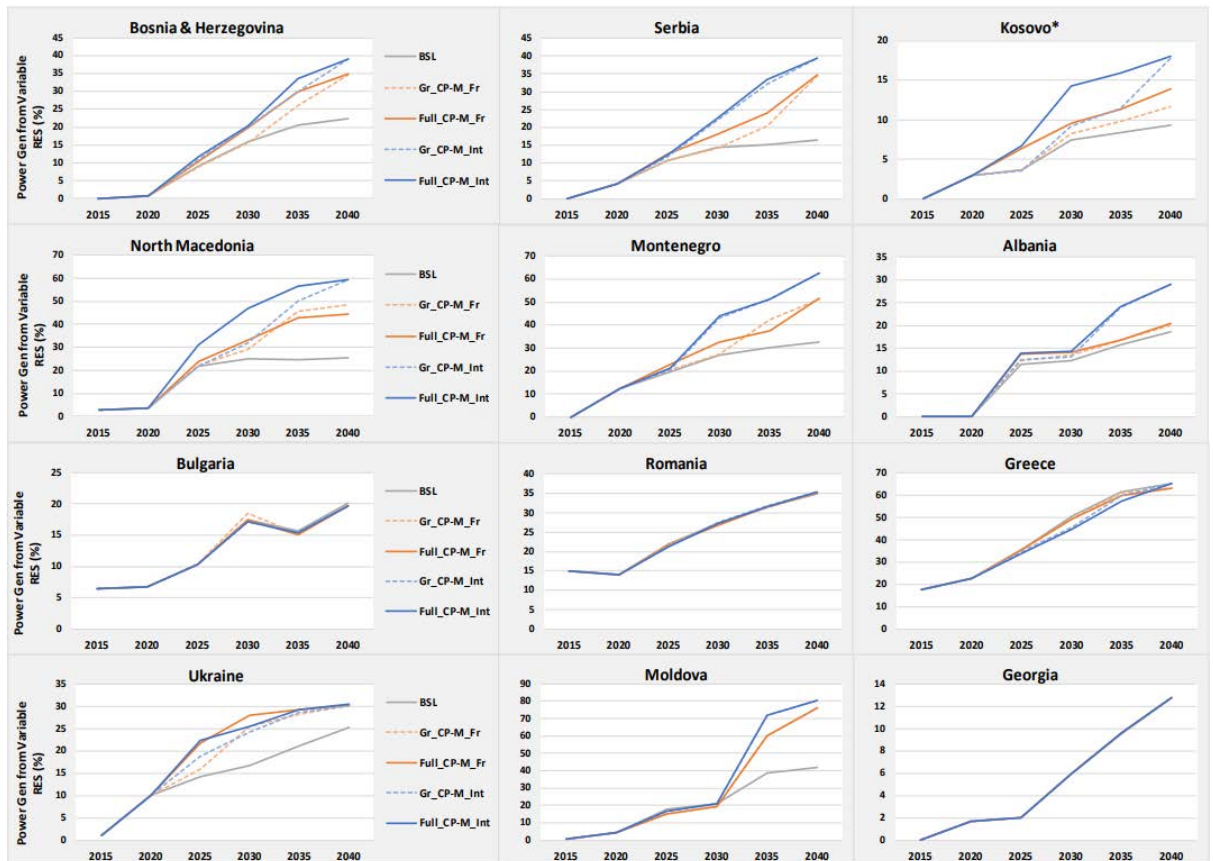 Bosnia & Herzegovina
Power Gen from Variable
RES (%)
45
40
35
30
25
20
15
10
5
0
2015 2020 2025 2030 2035 2040
BSL
Gr_CP-M_Fr
Full_CP-M_Fr
Gr_CP-M_Int
Full_CP-M_Int
Serbia
45
40
35
30
25
20
15
10
5
0
2015 2020 2025 2030 2035 2040
Kosovo*
20
15
10
5
0
2015 2020 2025 2030 2035 2040
North Macedonia
Power Gen from Variable
RES (%)
70
60
50
40
30
20
10
0
2015 2020 2025 2030 2035 2040
BSL
Gr_CP-M_Fr
Full_CP-M_Fr
Gr_CP-M_Int
Full_CP-M_Int
Montenegro
70
60
50
40
30
20
10
0
2015 2020 2025 2030 2035 2040
Albania
35
30
25
20
15
10
5
0
2015 2020 2025 2030 2035 2040
Bulgaria
Power Gen from Variable
RES (%)
25
20
15
10
5
0
2015 2020 2025 2030 2035 2040
BSL
Gr_CP-M_Fr
Full_CP-M_Fr
Gr_CP-M_Int
Full_CP-M_Int
Romania
40
35
30
25
20
15
10
5
0
2015 2020 2025 2030 2035 2040
Greece
70
60
50
40
30
20
10
0
2015 2020 2025 2030 2035 2040
Ukraine
Power Gen from Variable
RES (%)
35
30
25
20
15
10
5
0
2015 2020 2025 2030 2035 2040
BSL
Gr_CP-M_Fr
Full_CP-M_Fr
Gr_CP-M_Int
Full_CP-M_Int
Moldova
90
80
70
60
50
40
30
20
10
0
2015 2020 2025 2030 2035 2040
Georgia
14
12
10
8
6
4
2
0
2015 2020 2025 2030 2035 2040